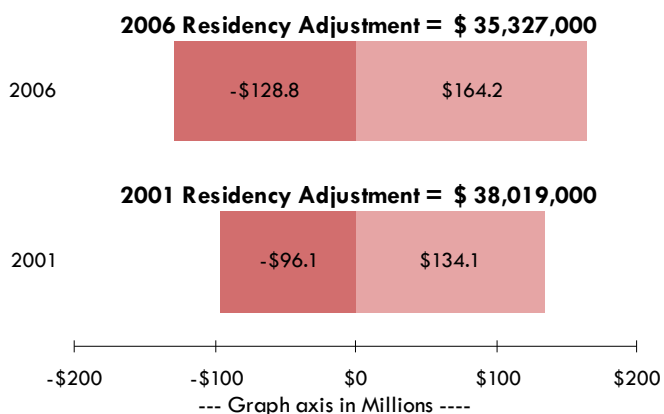 2006 Residency Adjustment = $ 35,327,000
2006 -$128.8 $164.2
2001 Residency Adjustment = $ 38,019,000
2001 -$96.1 $134.1
-$200 -$100 $0 $100 $200
--- Graph axis in Millions ----